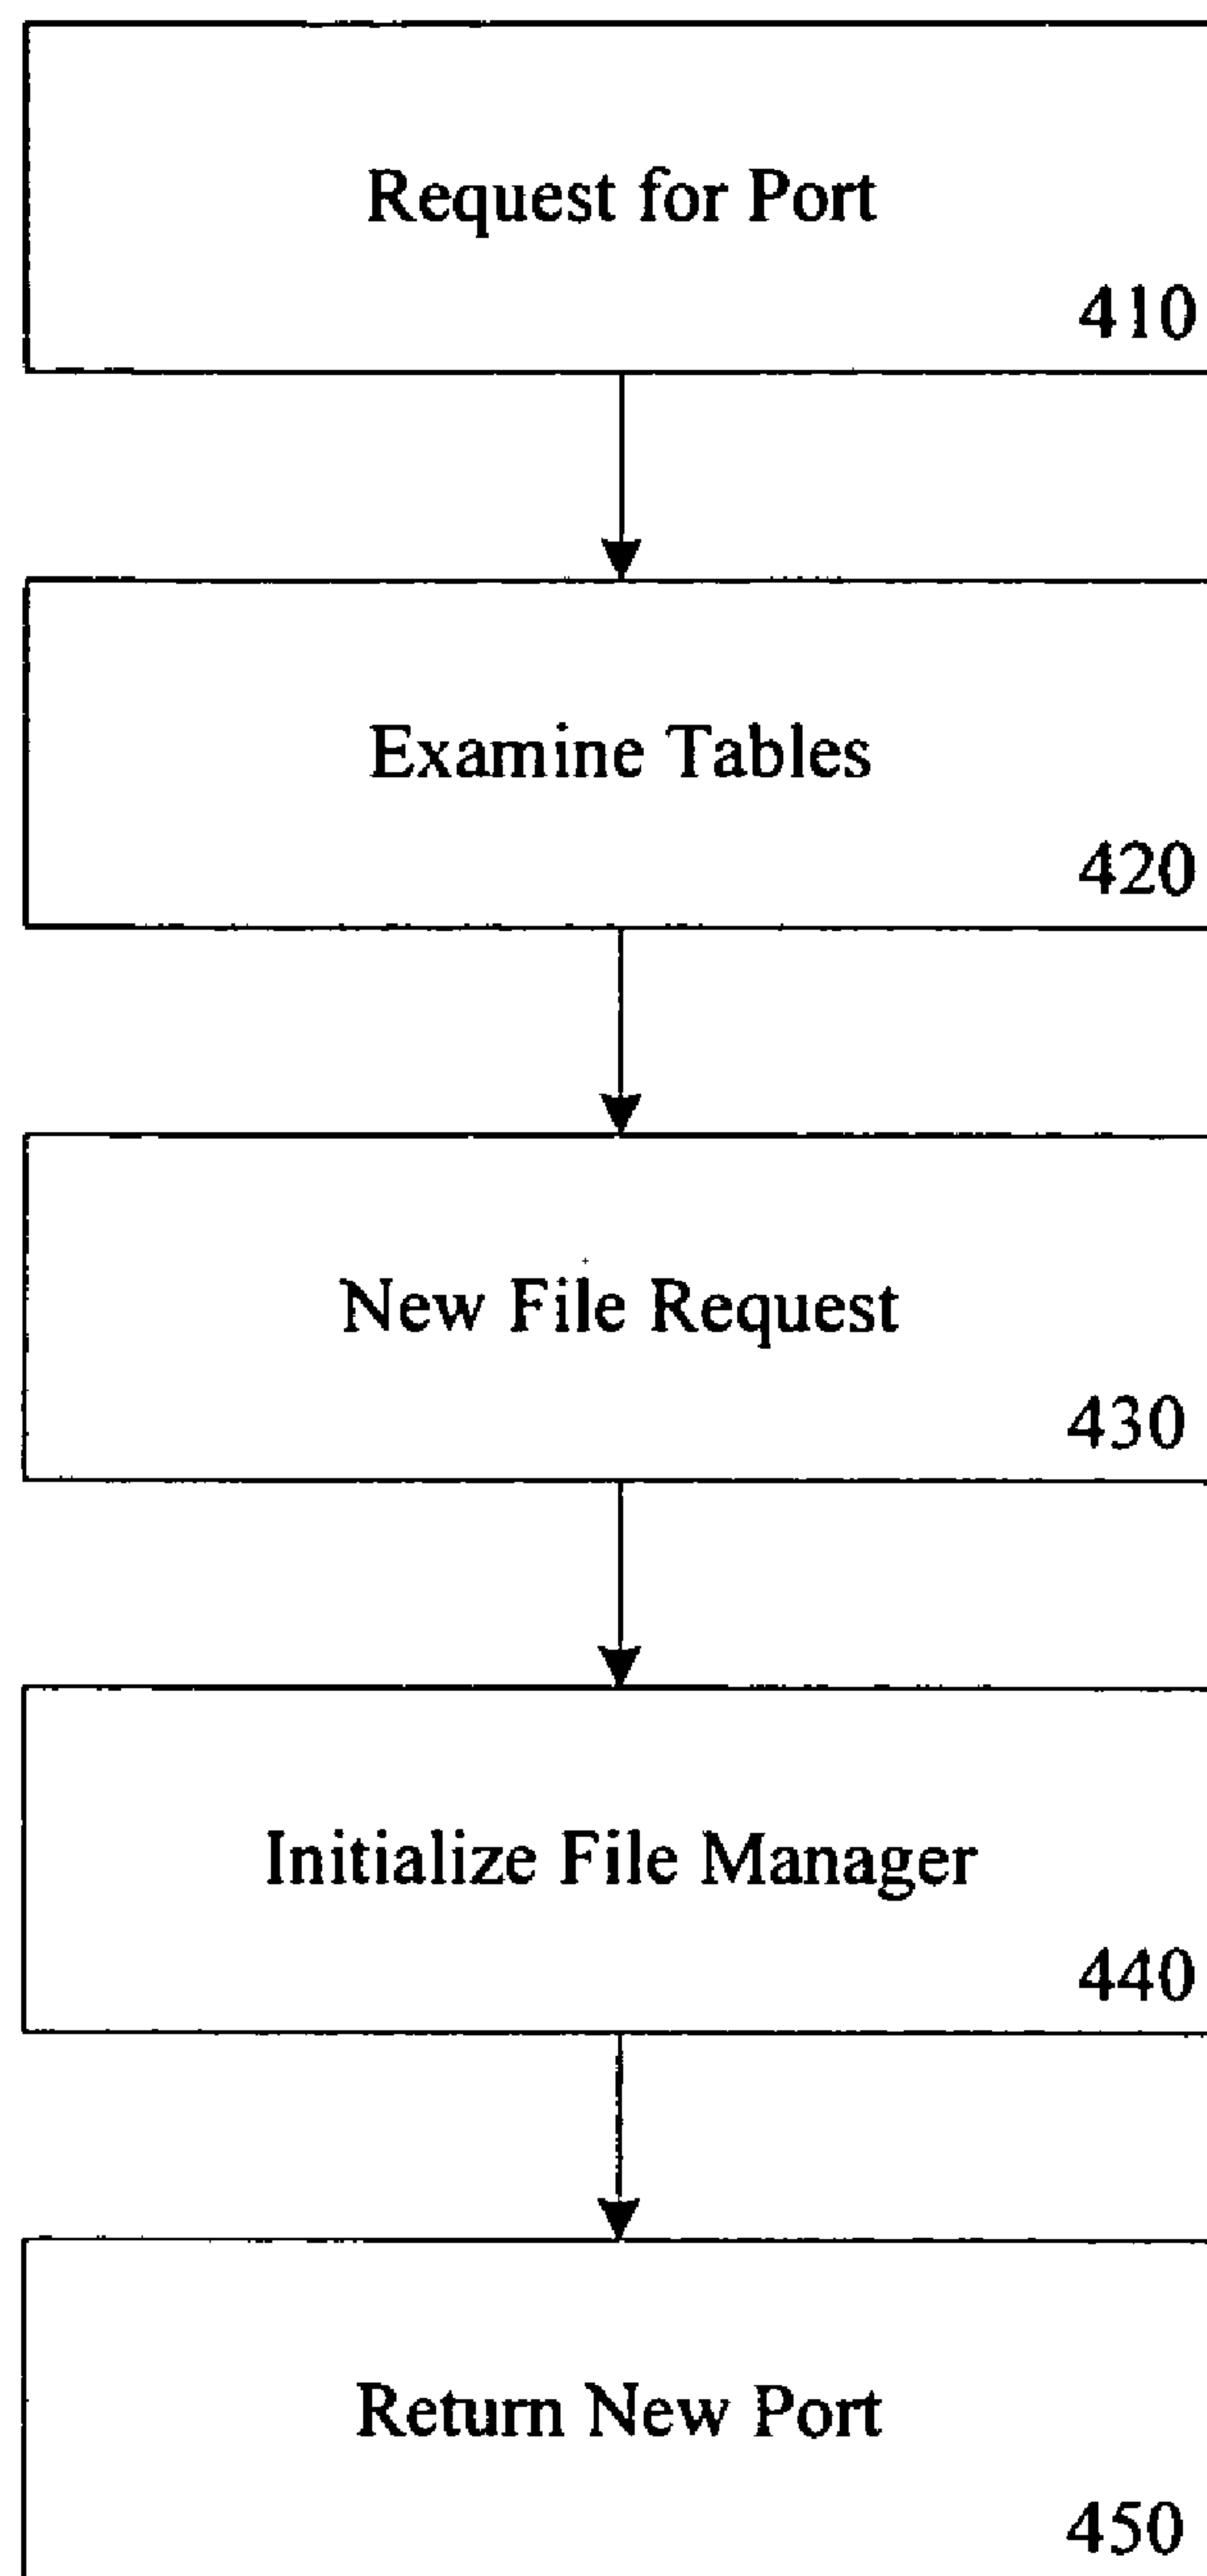 Request for Port
410
Examine Tables
420
New File Request
430
Initialize File Manager
440
Return New Port
450